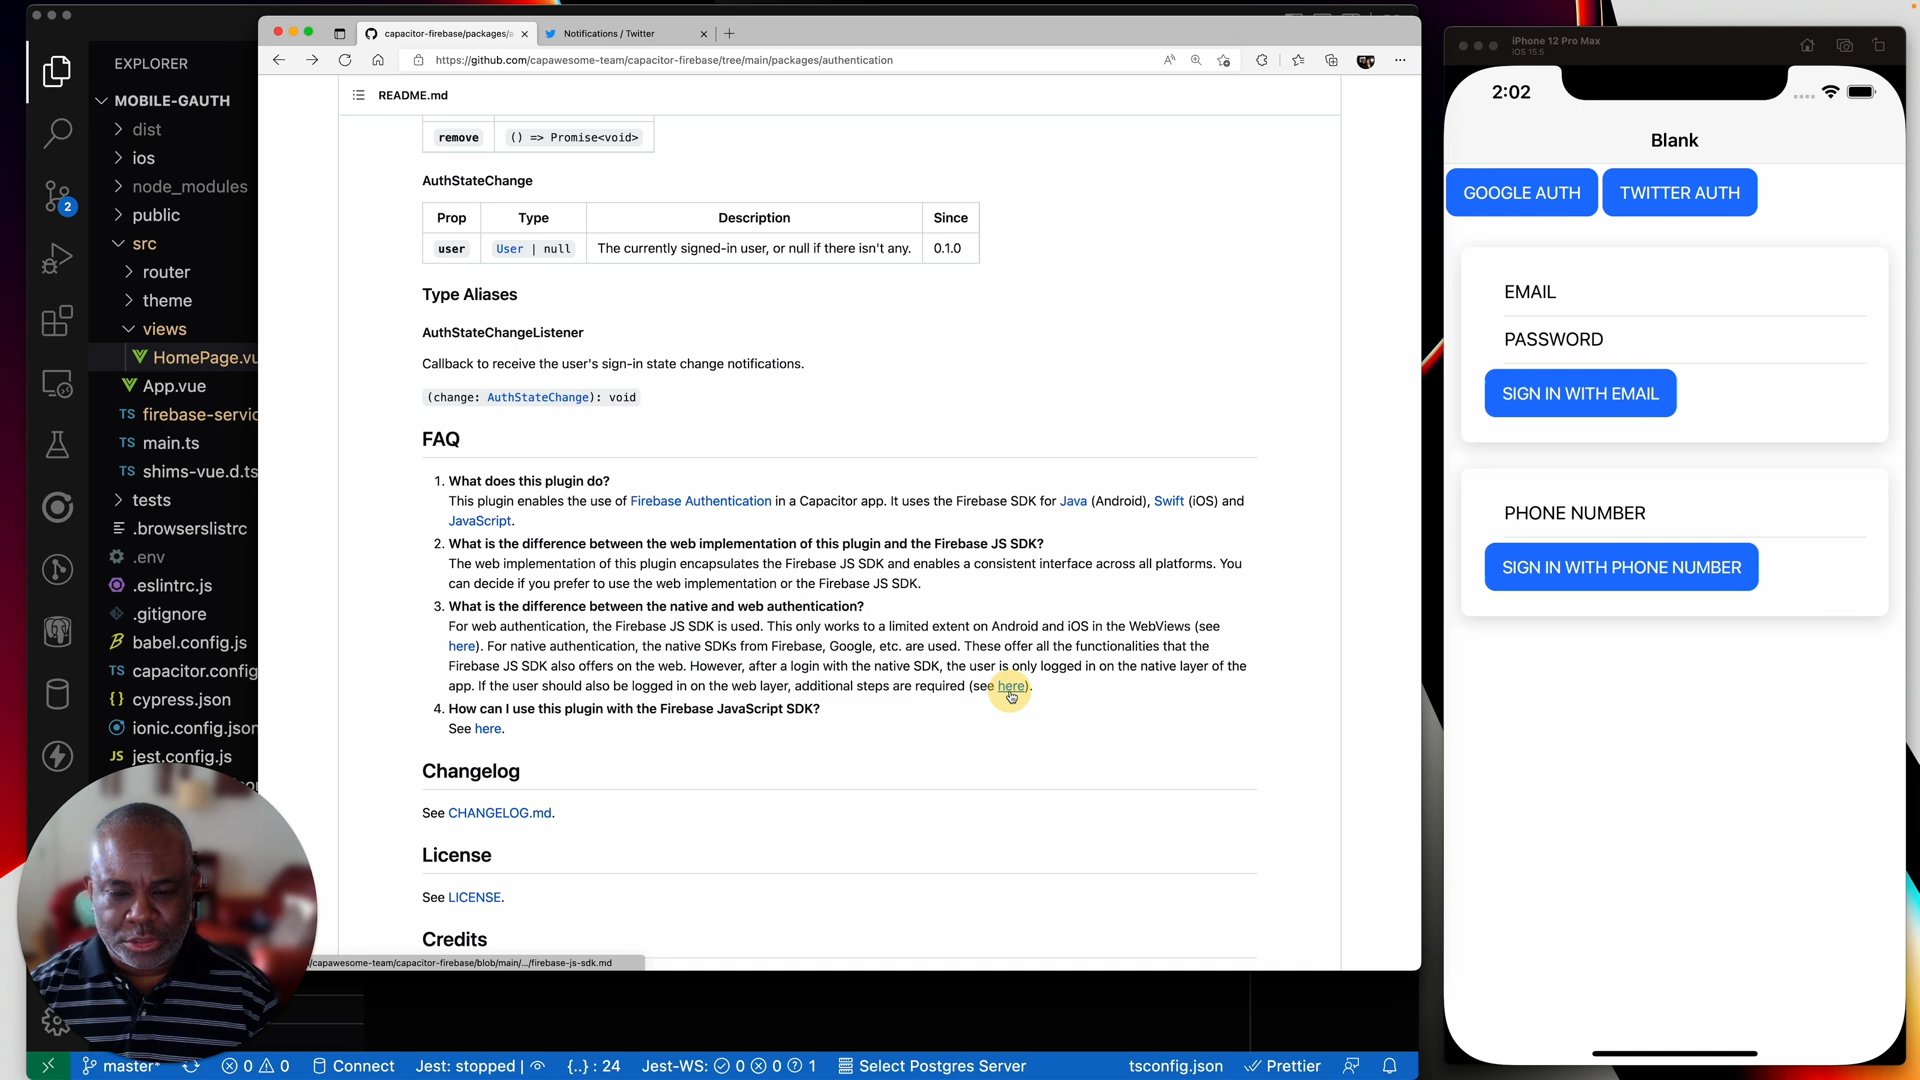 capacitor-firebase/packages/a
Notifications / Twitter
https://github.com/capawesome-team/capacitor-firebase/tree/main/packages/authentication
EXPLORER
MOBILE-GAUTH
dist
ios
node_modules
public
src
router
theme
views
HomePage.vu
App.vue
TS firebase-servic
TS main.ts
TS shims-vue.d.ts
tests
.browserslistrc
.env
.eslintrc.js
.gitignore
babel.config.js
TS capacitor.config
{} cypress.json
ionic.config.json
JS jest.config.js
2
README.md
remove () => Promise<void>
AuthStateChange
Prop Type Description Since
user User | null The currently signed-in user, or null if there isn't any. 0.1.0
Type Aliases
AuthStateChangeListener
Callback to receive the user's sign-in state change notifications.
(change: AuthStateChange): void
FAQ
1. What does this plugin do?
This plugin enables the use of Firebase Authentication in a Capacitor app. It uses the Firebase SDK for Java (Android), Swift (iOS) and
JavaScript.
2. What is the difference between the web implementation of this plugin and the Firebase JS SDK?
The web implementation of this plugin encapsulates the Firebase JS SDK and enables a consistent interface across all platforms. You
can decide if you prefer to use the web implementation or the Firebase JS SDK.
3. What is the difference between the native and web authentication?
For web authentication, the Firebase JS SDK is used. This only works to a limited extent on Android and iOS in the WebViews (see
here). For native authentication, the native SDKs from Firebase, Google, etc. are used. These offer all the functionalities that the
Firebase JS SDK also offers on the web. However, after a login with the native SDK, the user is only logged in on the native layer of the
app. If the user should also be logged in on the web layer, additional steps are required (see here).
4. How can I use this plugin with the Firebase JavaScript SDK?
See here.
Changelog
See CHANGELOG.md.
License
See LICENSE.
Credits
/capawesome-team/capacitor-firebase/blob/main/.../firebase-js-sdk.md
master* 0 0 Connect Jest: stopped | {..} : 24 Jest-WS: 0 0 1 Select Postgres Server tsconfig.json Prettier
iPhone 12 Pro Max
iOS 15.5
2:02
Blank
GOOGLE AUTH TWITTER AUTH
EMAIL
PASSWORD
SIGN IN WITH EMAIL
PHONE NUMBER
SIGN IN WITH PHONE NUMBER